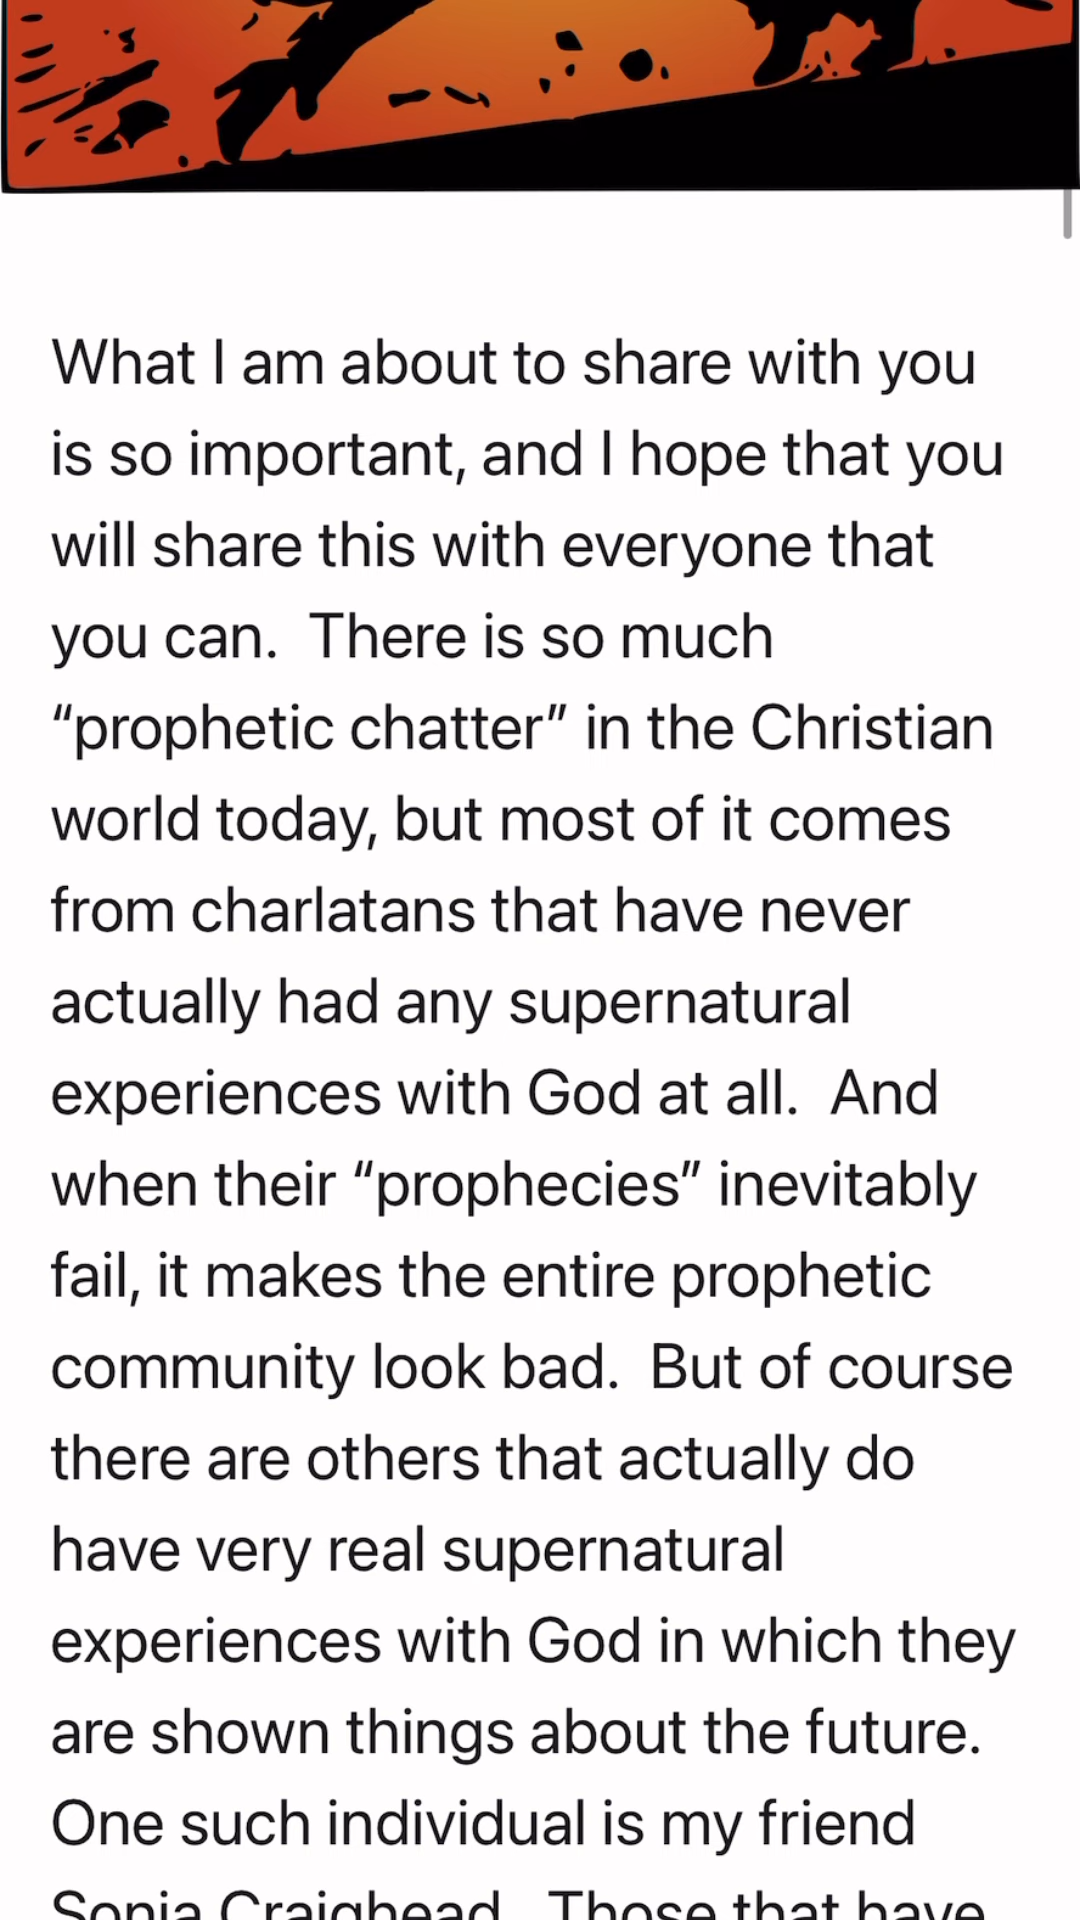 What I am about to share with you
is so important, and I hope that you
will share this with everyone that
you can.  There is so much
“prophetic chatter” in the Christian
world today, but most of it comes
from charlatans that have never
actually had any supernatural
experiences with God at all.  And
when their “prophecies” inevitably
fail, it makes the entire prophetic
community look bad.  But of course
there are others that actually do
have very real supernatural
experiences with God in which they
are shown things about the future.
One such individual is my friend
Sonja Craighead.  Those that have